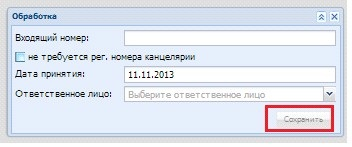 Обработка
Входящий номер:
не требуется рег. номера канцелярии
Дата принятия: 11.11.2013
Ответственное лицо: Выберите ответственное лицо
Сохранить